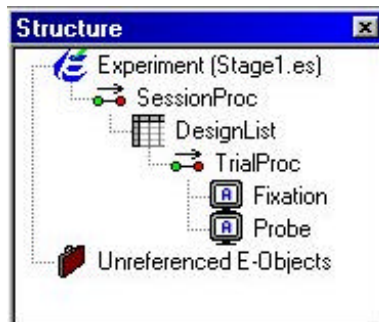 Structure
Experiment (Stage1.es)
SessionProc
DesignList
TrialProc
A Fixation
A Probe
Unreferenced E-Objects